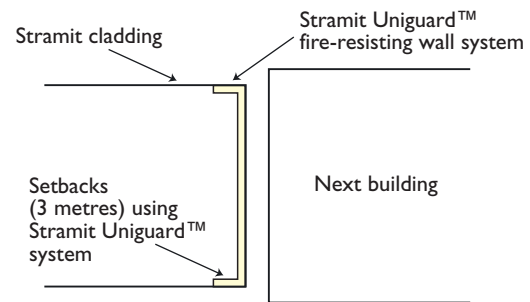 Stramit cladding
Stramit Uniguard™
fire-resisting wall system
Next building
Setbacks
(3 metres) using
Stramit Uniguard™
system